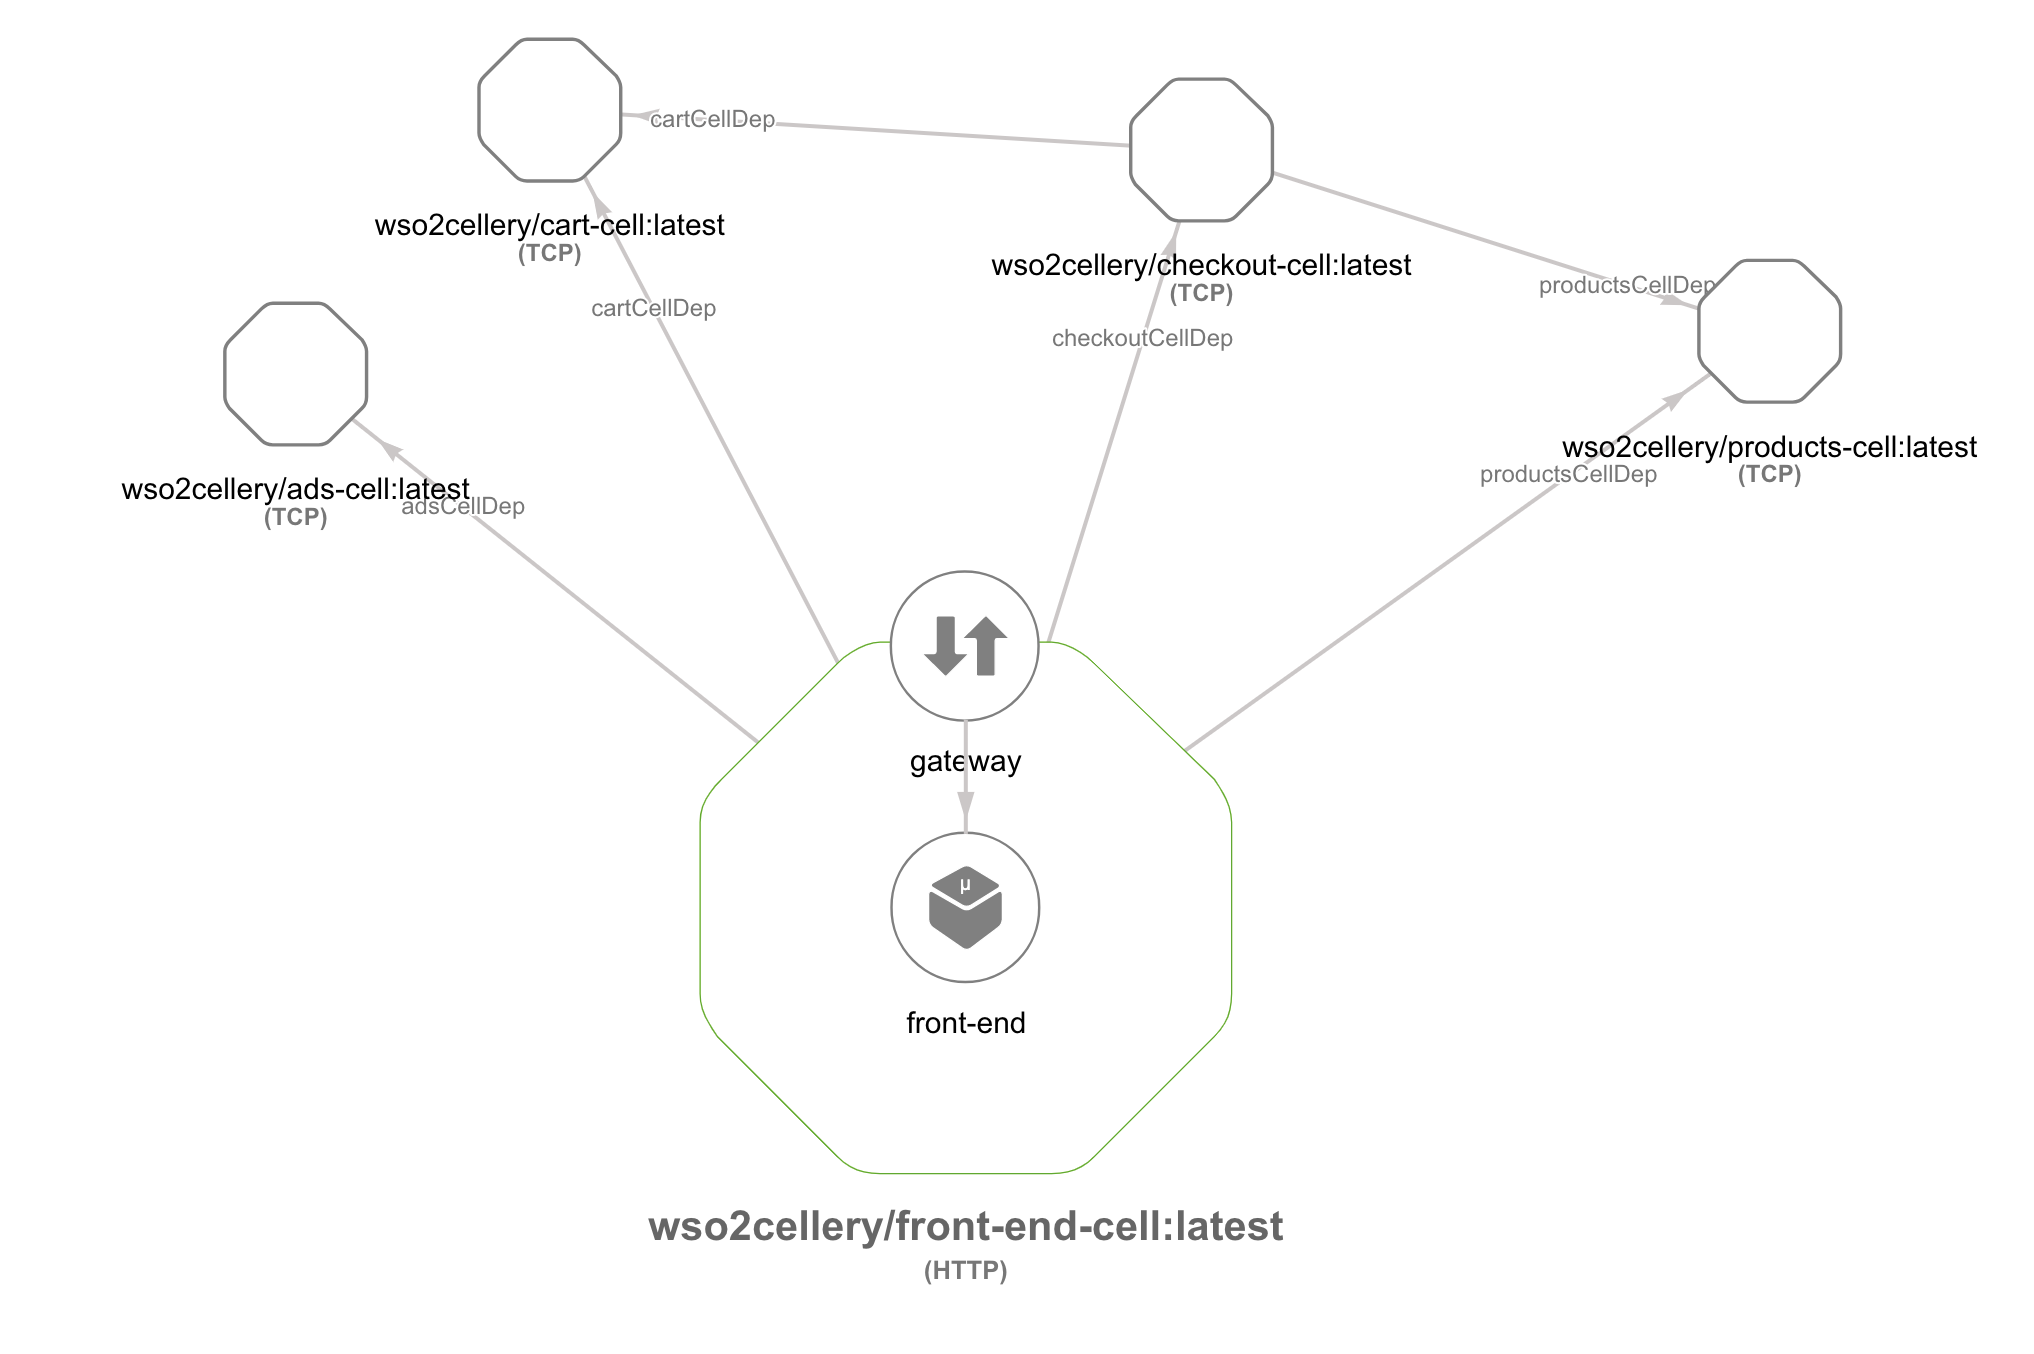 cartCellDep
wso2cellery/cart-cell:latest
(TCP)
wso2cellery/checkout-cell:latest
(TCP)
productsCellDep
cartCellDep
checkoutCellDep
wso2cellery/products-cell:latest
(TCP)
productsCellDep
wso2cellery/ads-cell:latest
(TCP)
adsCellDep
gateway
µ
front-end
wso2cellery/front-end-cell:latest
(HTTP)